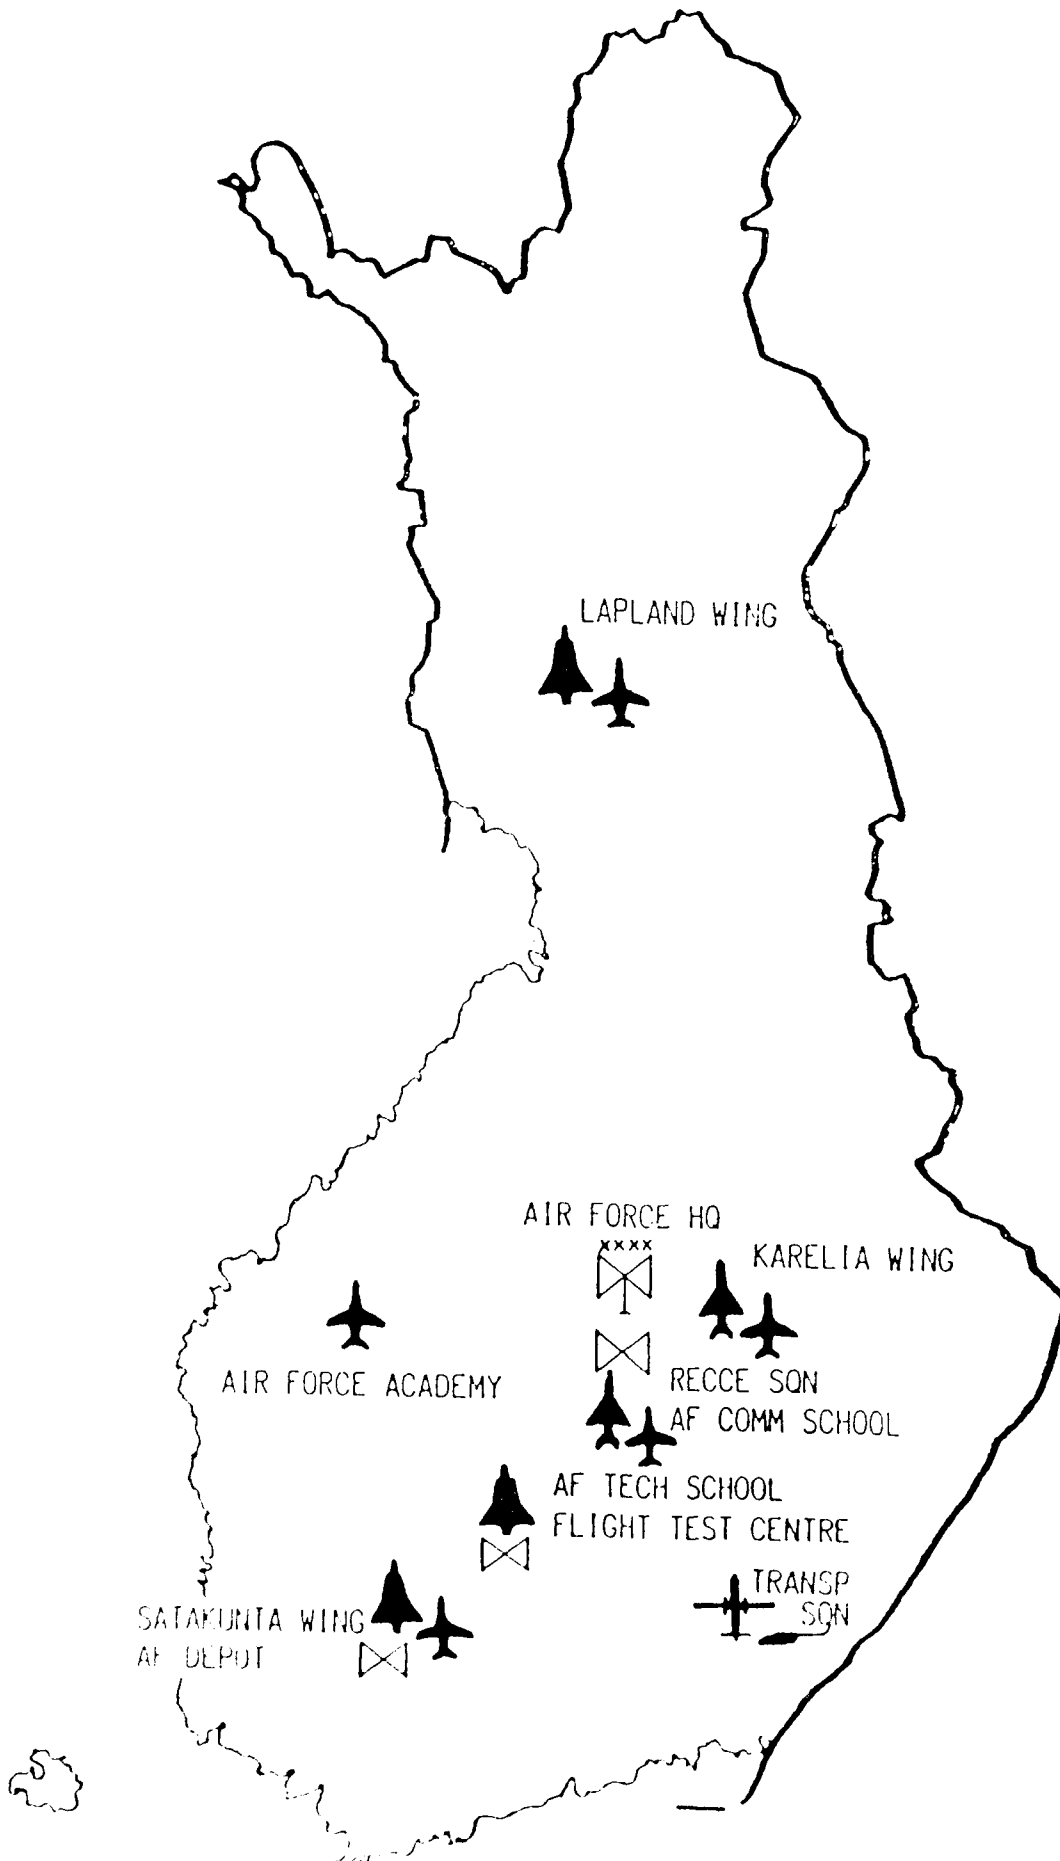 LAPLAND WING
AIR FORCE HQ
xxxx
KARELIA WING
AIR FORCE ACADEMY
RECCE SQN
AF COMM SCHOOL
AF TECH SCHOOL
FLIGHT TEST CENTRE
TRANSP
SQN
SATAKUNTA WING
AF DEPOT